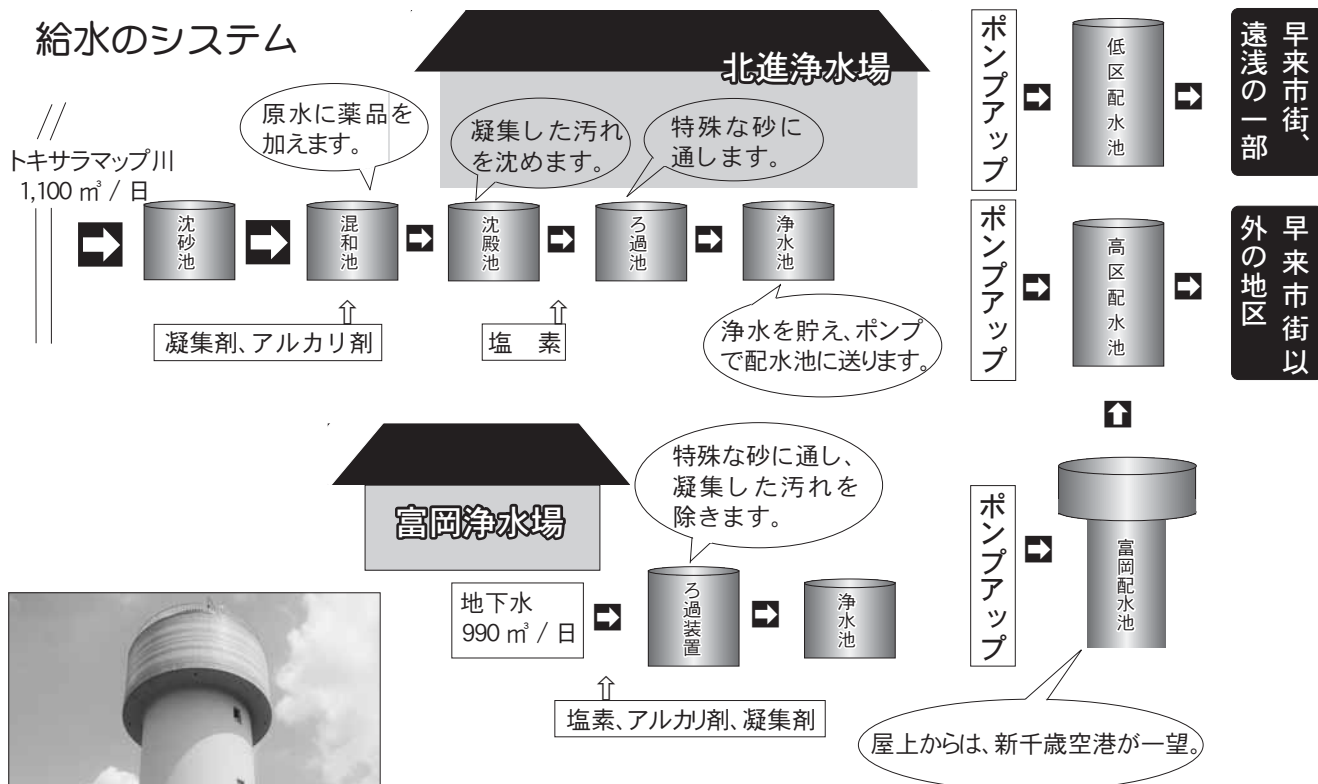 給水のシステム
北進浄水場
トキサラマップ川
1,100 ㎥ / 日
沈砂池
原水に薬品を
加えます。
混和池
凝集剤、アルカリ剤
凝集した汚れ
を沈めます。
沈殿池
塩　素
特殊な砂に
通します。
ろ過池
浄水池
浄水を貯え、ポンプ
で配水池に送ります。
ポンプアップ
低区配水池
早来市街、
遠浅の一部
ポンプアップ
高区配水池
早来市街以
外の地区
富岡浄水場
地下水
990 ㎥ / 日
塩素、アルカリ剤、凝集剤
特殊な砂に通し、
凝集した汚れを
除きます。
ろ過装置
浄水池
ポンプアップ
富岡配水池
屋上からは、新千歳空港が一望。